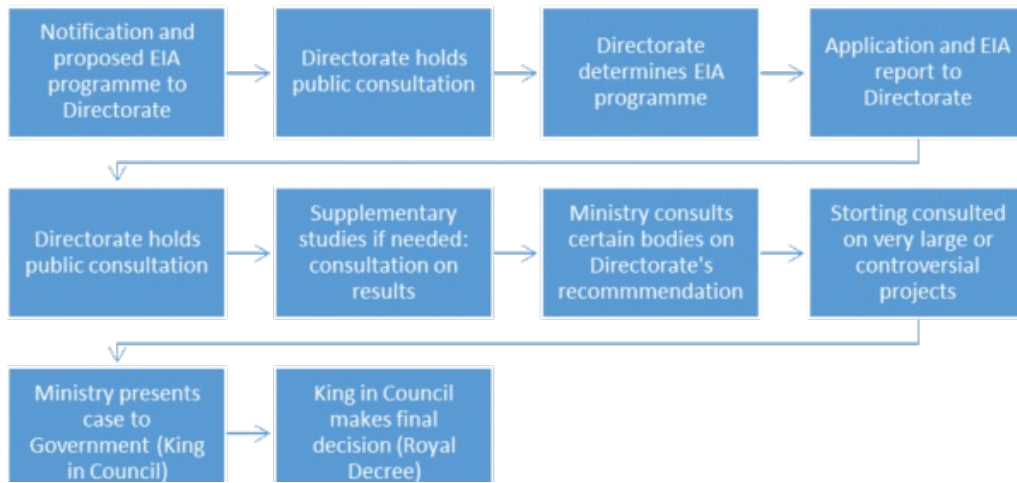 Notification and
proposed EIA
programme to
Directorate
Directorate holds
public consultation
Directorate
determines EIA
programme
Application and EIA
report to
Directorate
Directorate holds
public consultation
Supplementary
studies if needed:
consultation on
results
Ministry consults
certain bodies on
Directorate's
recommmendation
Storting consulted
on very large or
controversial
projects
Ministry presents
case to
Government (King
in Council)
King in Council
makes final
decision (Royal
Decree)